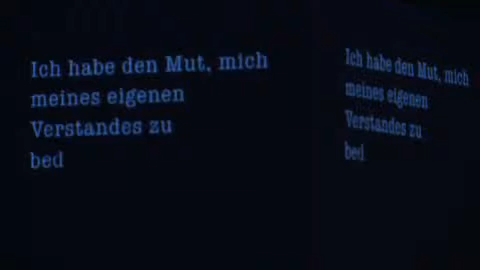 Ich habe den Mut, mich
meines eigenen
Verstandes zu
bed
Ich habe den Mut, mich
meines eigenen
Verstandes zu
bed